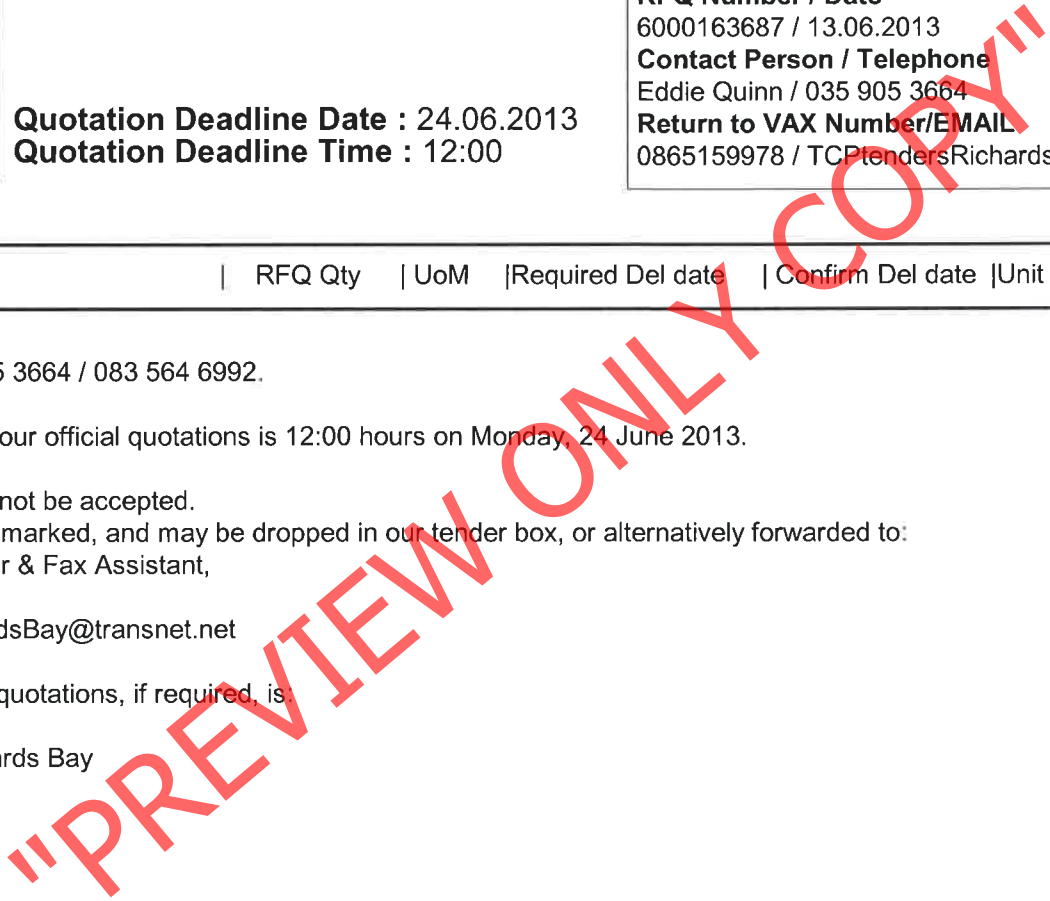 6000163687 / 13.06.2013
Contact Person / Telephone
Eddie Quinn / 035 905 3664
Quotation Deadline Date : 24.06.2013
Return to VAX Number/EMAIL
Quotation Deadline Time : 12:00
0865159978 / TCPtendersRichards
| RFQ Qty | UoM |Required Del date | Confirm Del date |Unit
3664 / 083 564 6992.
our official quotations is 12:00 hours on Monday, 24 June 2013.
not be accepted.
marked, and may be dropped in our tender box, or alternatively forwarded to:
r & Fax Assistant,
dsBay@transnet.net
quotations, if required, is:
rds Bay
"PREVIEW ONLY COPY"